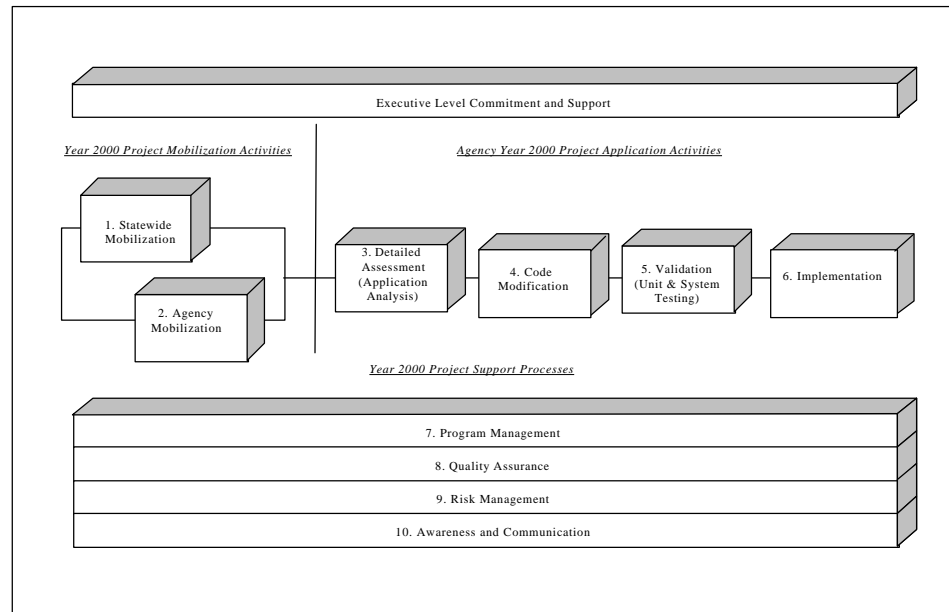 Executive Level Commitment and Support
Year 2000 Project Mobilization Activities
Agency Year 2000 Project Application Activities
1. Statewide
Mobilization
2. Agency
Mobilization
3. Detailed
Assessment
(Application
Analysis)
4. Code
Modification
5. Validation
(Unit & System
Testing)
6. Implementation
Year 2000 Project Support Processes
7. Program Management
8. Quality Assurance
9. Risk Management
10. Awareness and Communication